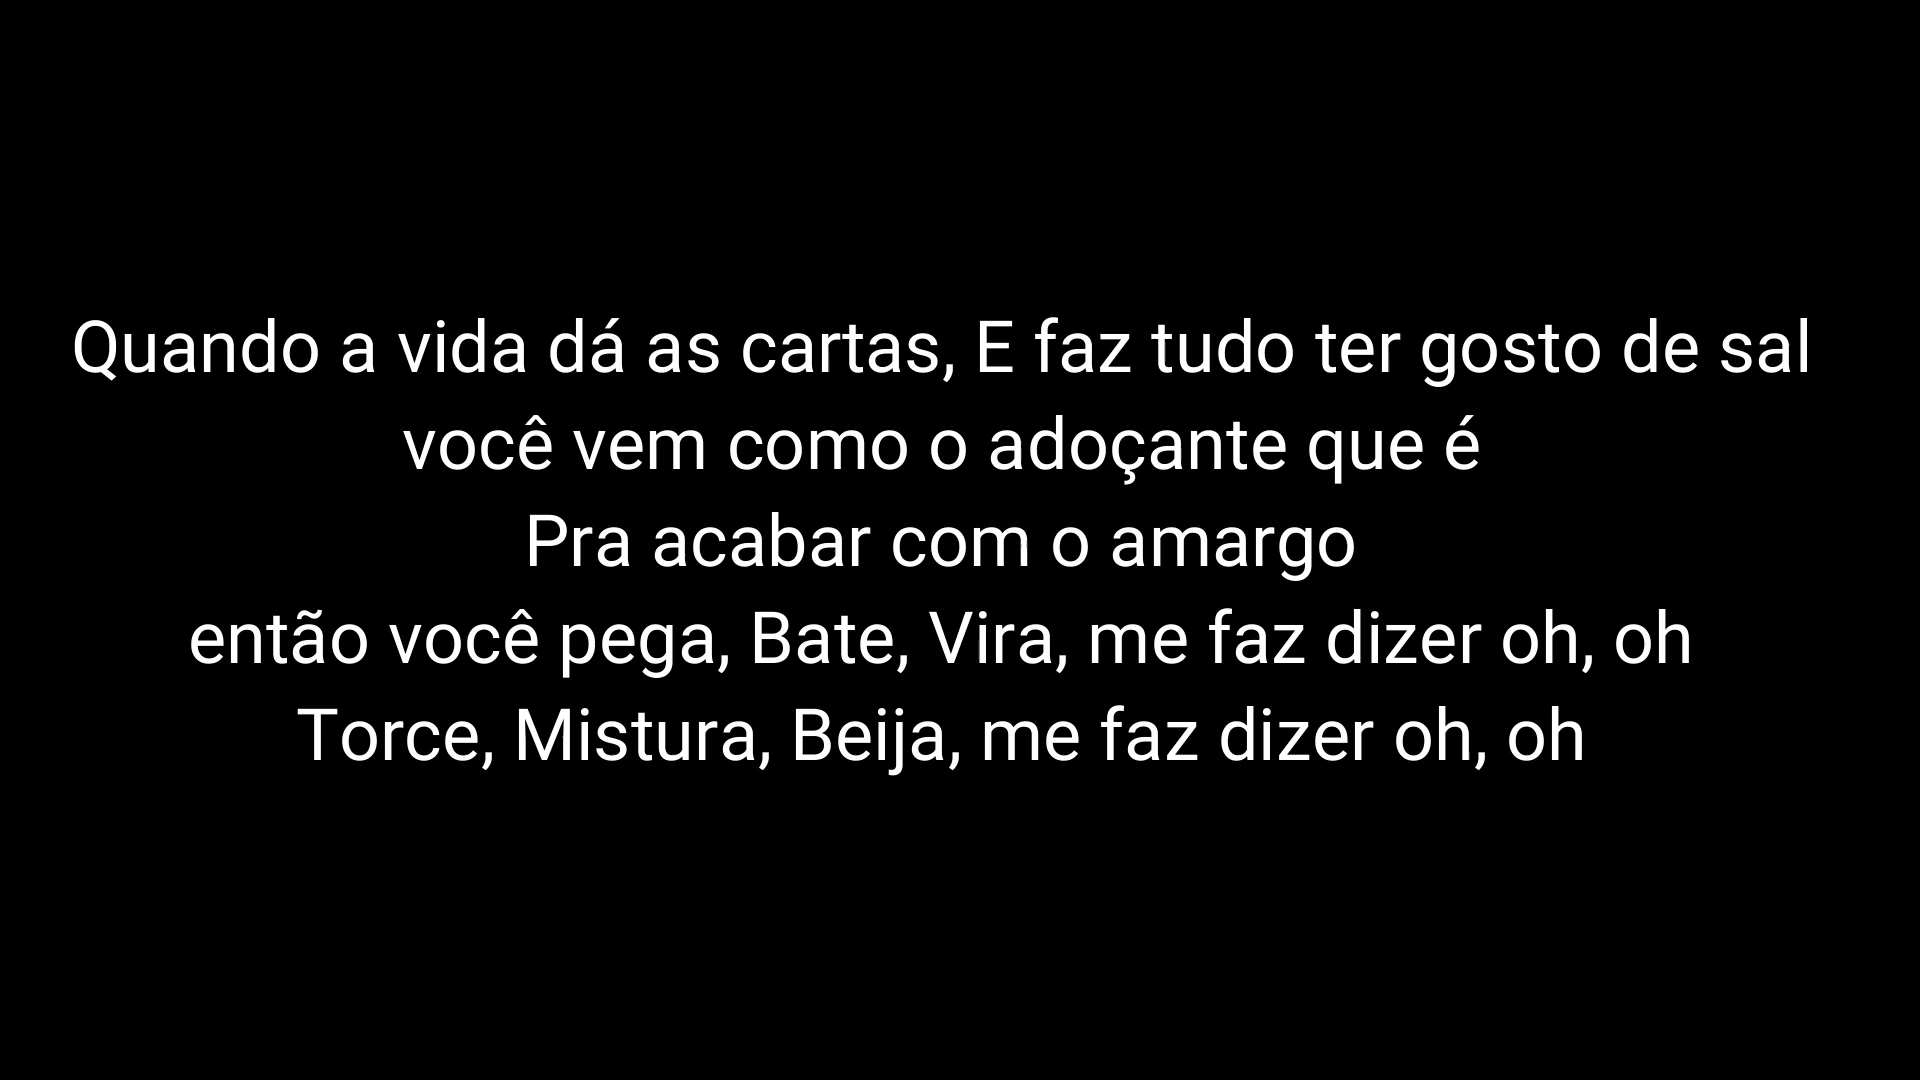 Quando a vida dá as cartas, E faz tudo ter gosto de sal
você vem como o adoçante que é
Pra acabar com o amargo
então você pega, Bate, Vira, me faz dizer oh, oh
Torce, Mistura, Beija, me faz dizer oh, oh